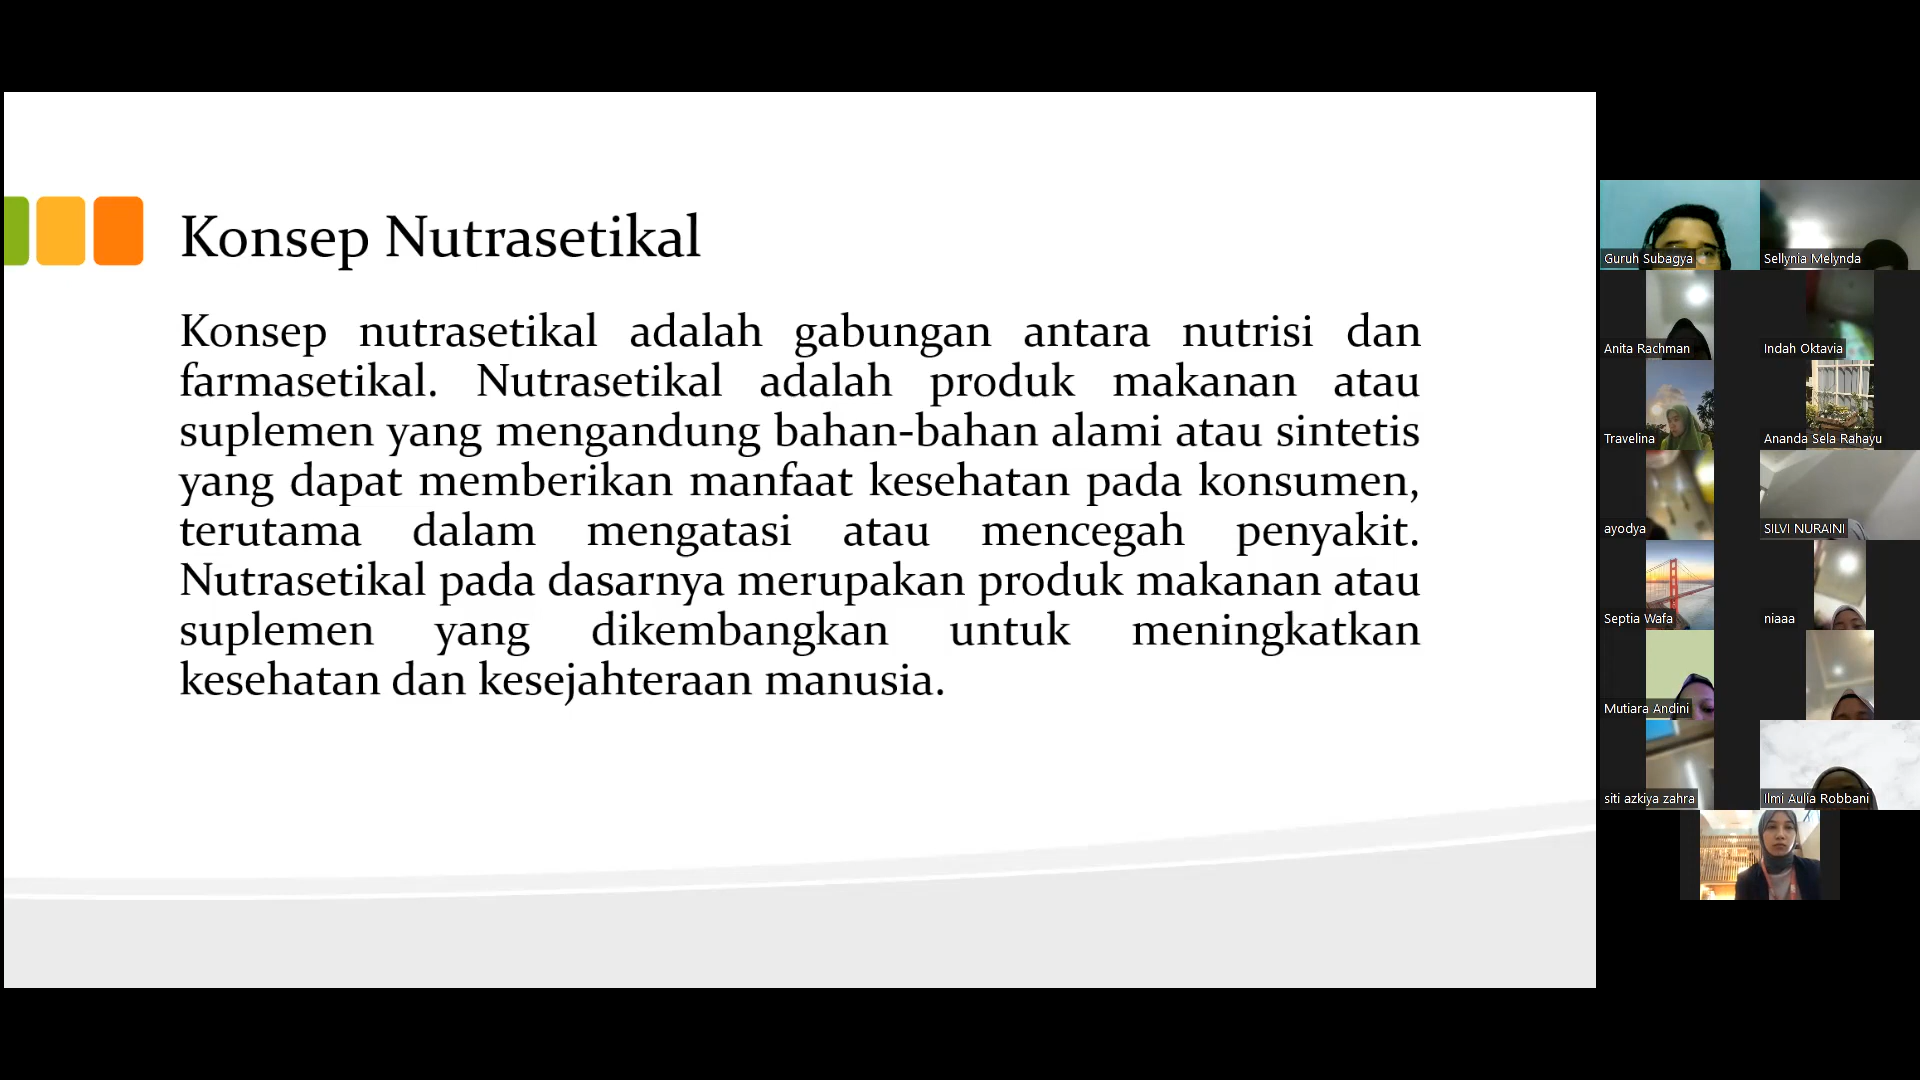 Konsep Nutrasetikal
Konsep nutrasetikal adalah gabungan antara nutrisi dan
farmasetikal. Nutrasetikal adalah produk makanan atau
suplemen yang mengandung bahan-bahan alami atau sintetis
yang dapat memberikan manfaat kesehatan pada konsumen,
terutama dalam mengatasi atau mencegah penyakit.
Nutrasetikal pada dasarnya merupakan produk makanan atau
suplemen yang dikembangkan untuk meningkatkan
kesehatan dan kesejahteraan manusia.
Guruh Subagya
Sellynia Melynda
Anita Rachman
Indah Oktavia
Travelina
Ananda Sela Rahayu
ayodya
SILVI NURAINI
Septia Wafa
niaaa
Mutiara Andini
siti azkiya zahra
Ilmi Aulia Robbani